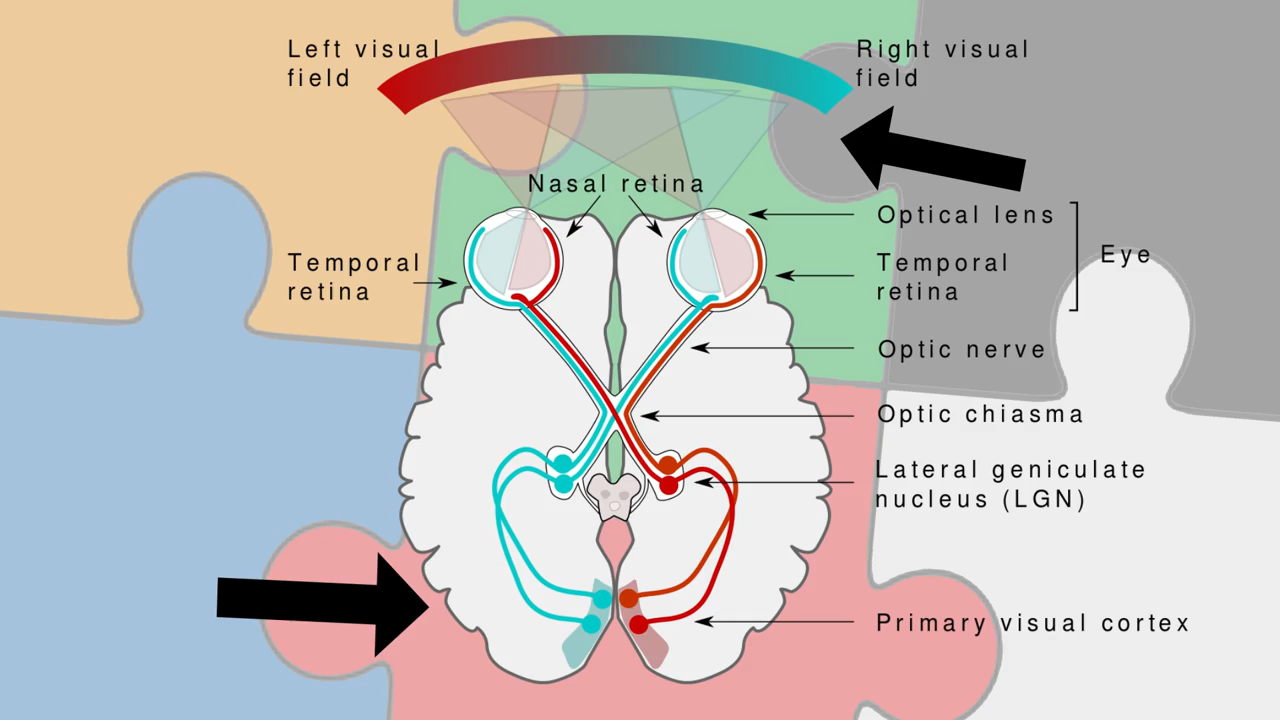 Left visual
field
Right visual
field
Nasal retina
Optical lens
Temporal
retina
Temporal
retina
Eye
Optic nerve
Optic chiasma
Lateral geniculate
nucleus (LGN)
Primary visual cortex